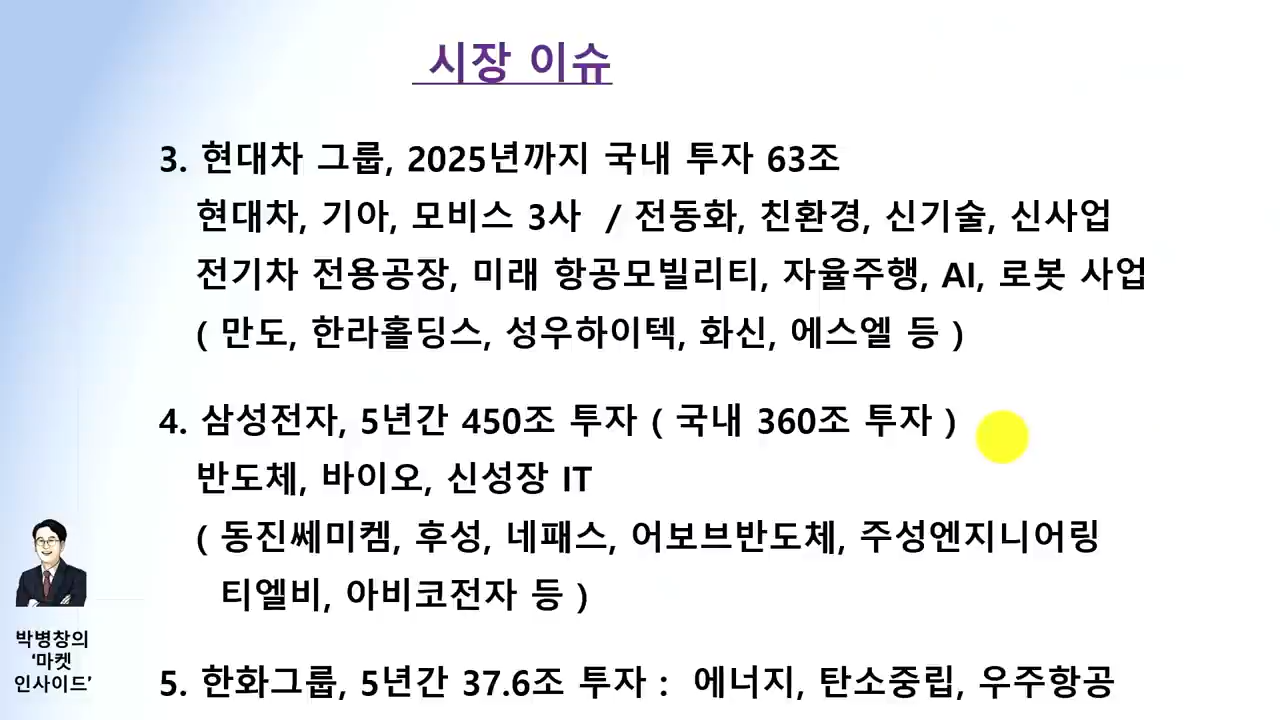 시장 이슈
3. 현대차 그룹, 2025년까지 국내 투자 63조
현대차, 기아, 모비스 3사 / 전동화, 친환경, 신기술, 신사업
전기차 전용공장, 미래 항공모빌리티, 자율주행, AI, 로봇 사업
( 만도, 한라홀딩스, 성우하이텍, 화신, 에스엘 등 )
4. 삼성전자, 5년간 450조 투자 ( 국내 360조 투자 )
반도체, 바이오, 신성장 IT
( 동진쎄미켐, 후성, 네패스, 어보브반도체, 주성엔지니어링
티엘비, 아비코전자 등 )
5. 한화그룹, 5년간 37.6조 투자 : 에너지, 탄소중립, 우주항공
박병창의
‘마켓
인사이드’